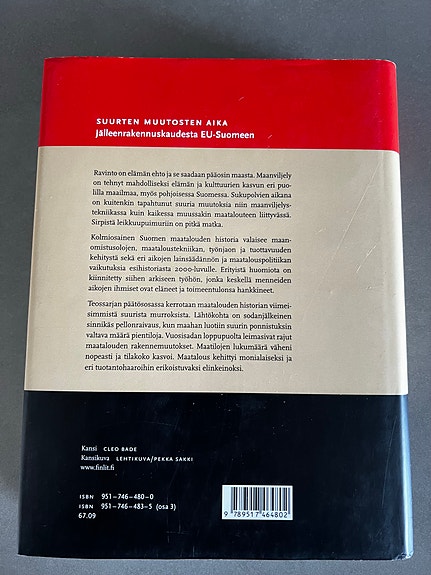 SUURTEN MUUTOSTEN AIKA
Jälleenrakennuskaudesta EU-Suomeen
Ravinto on elämän ehto ja se saadaan pääosin maasta. Maanviljely
on tehnyt mahdolliseksi elämän ja kulttuurien kasvun eri puo-
lilla maailmaa, myös pohjoisessa Suomessa. Sukupolvien aikana
on kuitenkin tapahtunut suuria muutoksia niin maanviljelys-
tekniikassa kuin kaikessa muussakin maatalouteen liittyvässä.
Sirpistä leikkuupuimuriin on pitkä matka.
Kolmiosainen Suomen maatalouden historia valaisee maan-
omistusolojen, maataloustekniikan, työnjaon ja tuottavuuden
kehitystä sekä eri aikojen lainsäädännön ja maatalouspolitiikan
vaikutuksia esihistoriasta 2000-luvulle. Erityistä huomiota on
kiinnitetty siihen arkiseen työhön, jonka keskellä menneiden
aikojen ihmiset ovat eläneet ja toimeentulonsa hankkineet.
Teossarjan päätösosassa kerrotaan maatalouden historian viimei-
simmistä suurista murroksista. Lähtökohta on sodanjälkeinen
sinnikäs pellonraivaus, kun maahan luotiin suurin ponnistuksin
valtava määrä pientiloja. Vuosisadan loppupuolta leimasivat rajut
maatalouden rakennemuutokset. Maatilojen lukumäärä väheni
nopeasti ja tilakoko kasvoi. Maatalous kehittyi monialaiseksi ja
eri tuotantohaaroihin erikoistuvaksi elinkeinoksi.
Kansi CLEO BADE
Kansikuva LEHTIKUVA/PEKKA SAKKI
www.finlit.fi
ISBN 951-746-480-0
ISBN 951-746-483-5 (osa 3)
67.09
9 789517 464802